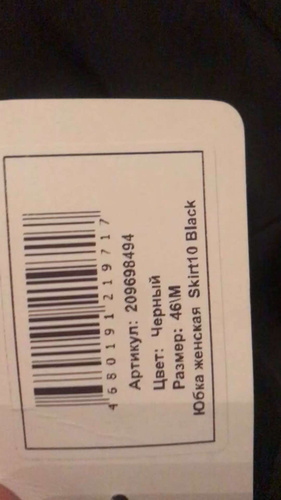 4680191219717
Артикул: 209698494
Цвет: Черный
Размер: 46\M
Юбка женская Skirt10 Black